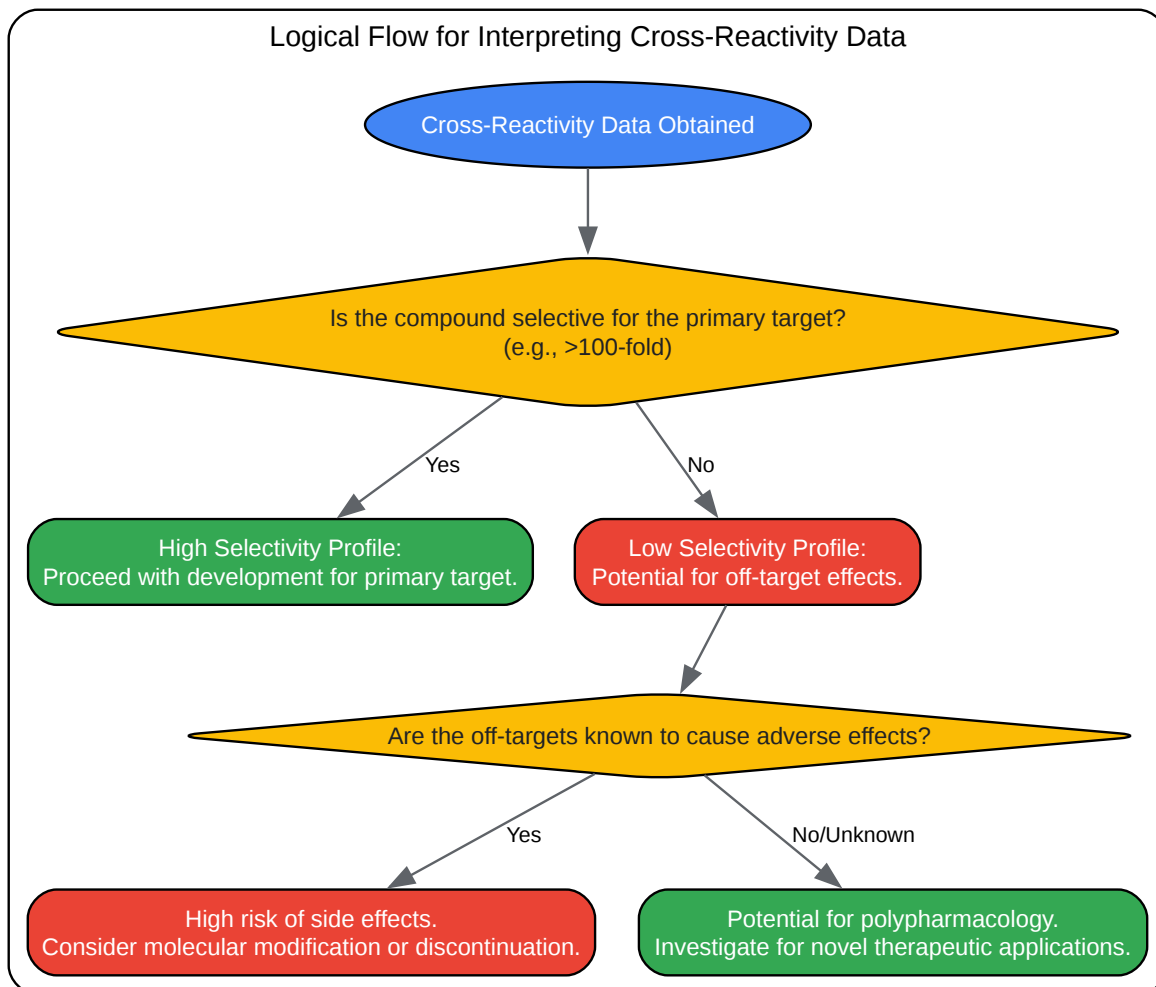 Logical Flow for Interpreting Cross-Reactivity Data
Cross-Reactivity Data Obtained
Is the compound selective for the primary target?
(e.g., >100-fold)
Yes
No
High Selectivity Profile:
Proceed with development for primary target.
Low Selectivity Profile:
Potential for off-target effects.
Are the off-targets known to cause adverse effects?
Yes
No/Unknown
High risk of side effects.
Consider molecular modification or discontinuation.
Potential for polypharmacology.
Investigate for novel therapeutic applications.